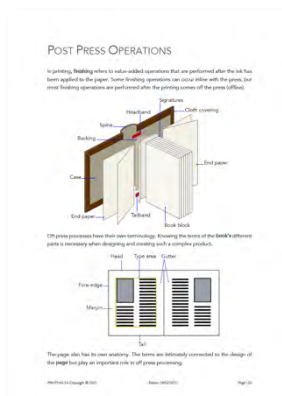 POST PRESS OPERATIONS
In printing, finishing refers to value-added operations that are performed after the ink has
been applied to the paper. Some finishing operations can occur inline with the press, but
most finishing operations are performed after the printing comes off the press (offline).
Signatures
Headband
Cloth covering
Spine
Backing
End paper
Case
End paper
Tailband
Book block
Off press processes have their own terminology. Knowing the terms of the book's different
parts is necessary when designing and creating such a complex product.
Head Type area Gutter
Fore-edge
Margin
Tail
The page also has its own anatomy. The terms are intimately connected to the design of
the page but play an important role in off press processing.